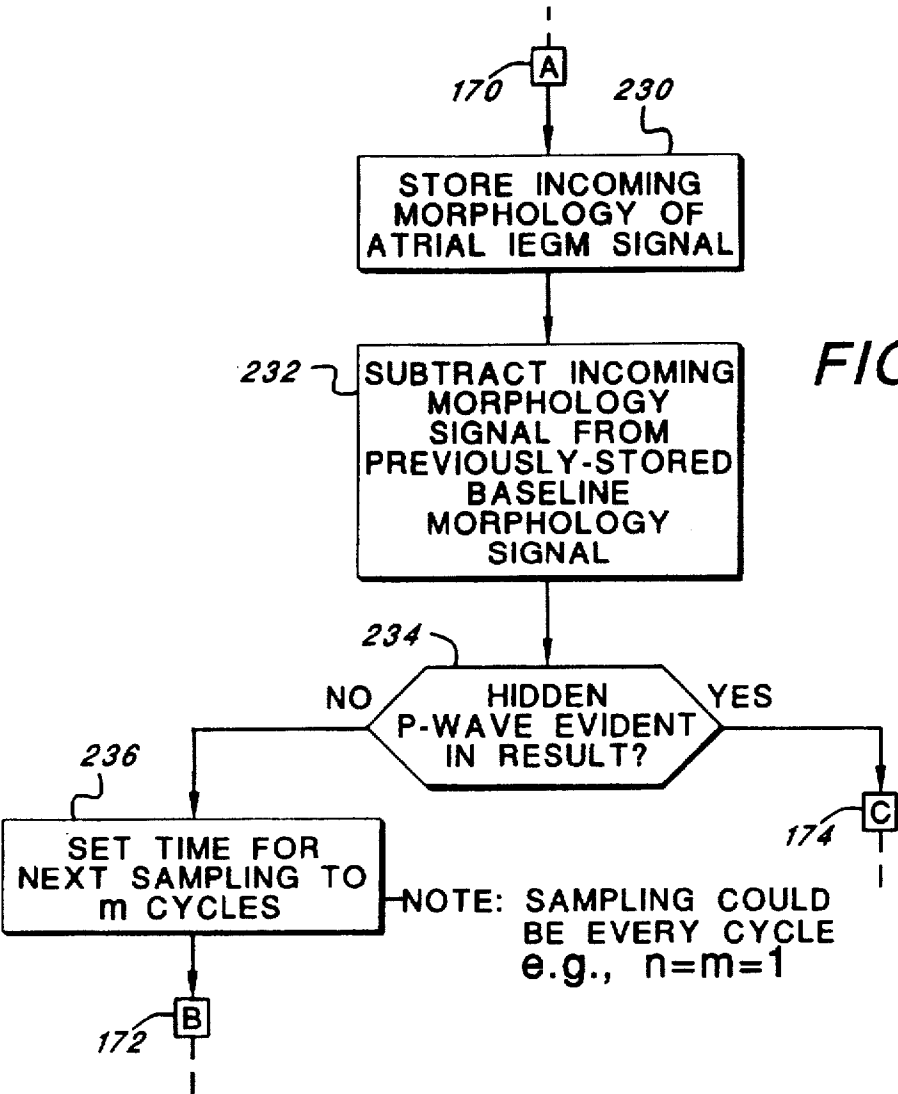 A
170
230
STORE INCOMING
MORPHOLOGY OF
ATRIAL IEGM SIGNAL
232
SUBTRACT INCOMING
MORPHOLOGY
SIGNAL FROM
PREVIOUSLY-STORED
BASELINE
MORPHOLOGY
SIGNAL
FIG
234
NO
HIDDEN
P-WAVE EVIDENT
IN RESULT?
YES
236
C
174
SET TIME FOR
NEXT SAMPLING TO
m CYCLES
NOTE: SAMPLING COULD
BE EVERY CYCLE
e.g., n=m=1
B
172